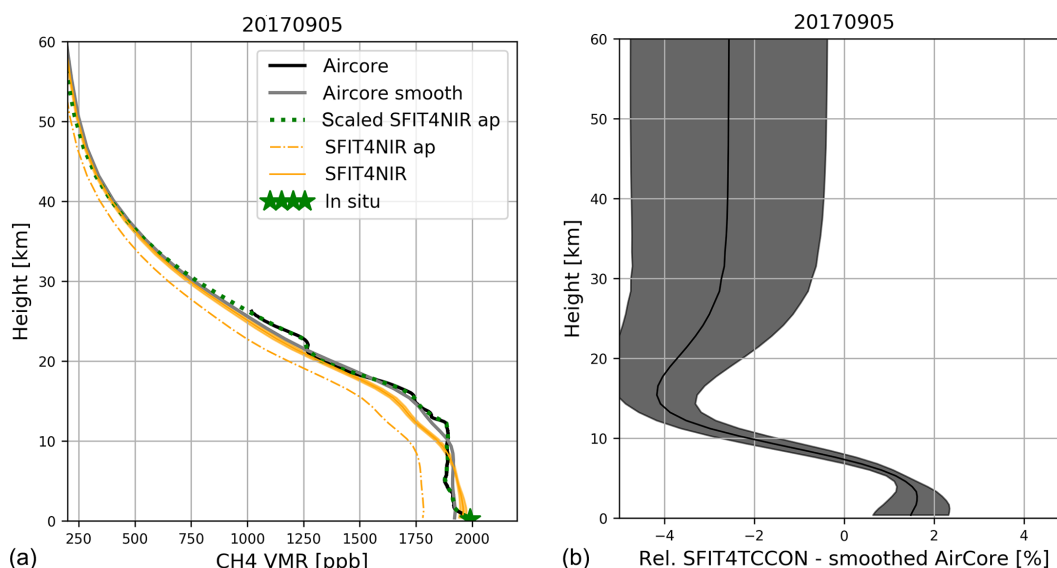 20170905
Aircore
Aircore smooth
Scaled SFIT4NIR ap
SFIT4NIR ap
SFIT4NIR
In situ
Height [km]
60
50
40
30
20
10
0
250 500 750 1000 1250 1500 1750 2000
CH4 VMR [ppb]
(a)
20170905
Height [km]
60
50
40
30
20
10
0
−4 −2 0 2 4
Rel. SFIT4TCCON - smoothed AirCore [%]
(b)